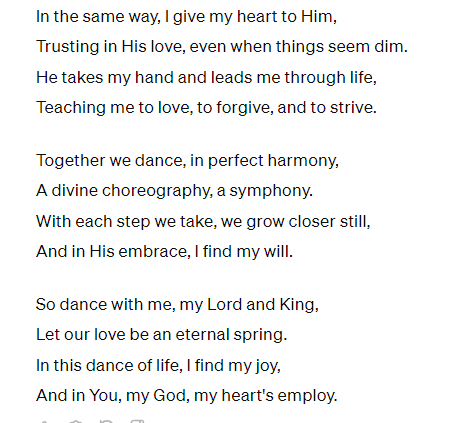 In the same way, I give my heart to Him,
Trusting in His love, even when things seem dim.
He takes my hand and leads me through life,
Teaching me to love, to forgive, and to strive.
Together we dance, in perfect harmony,
A divine choreography, a symphony.
With each step we take, we grow closer still,
And in His embrace, I find my will.
So dance with me, my Lord and King,
Let our love be an eternal spring.
In this dance of life, I find my joy,
And in You, my God, my heart's employ.